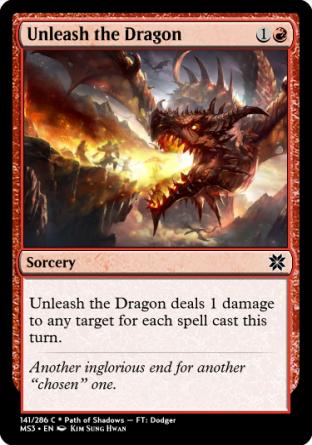 Unleash the Dragon 1
Sorcery
Unleash the Dragon deals 1 damage
to any target for each spell cast this
turn.
Another inglorious end for another
“chosen” one.
141/286 C * Path of Shadows — FT: Dodger
MS3 • EN Kim Sung Hwan